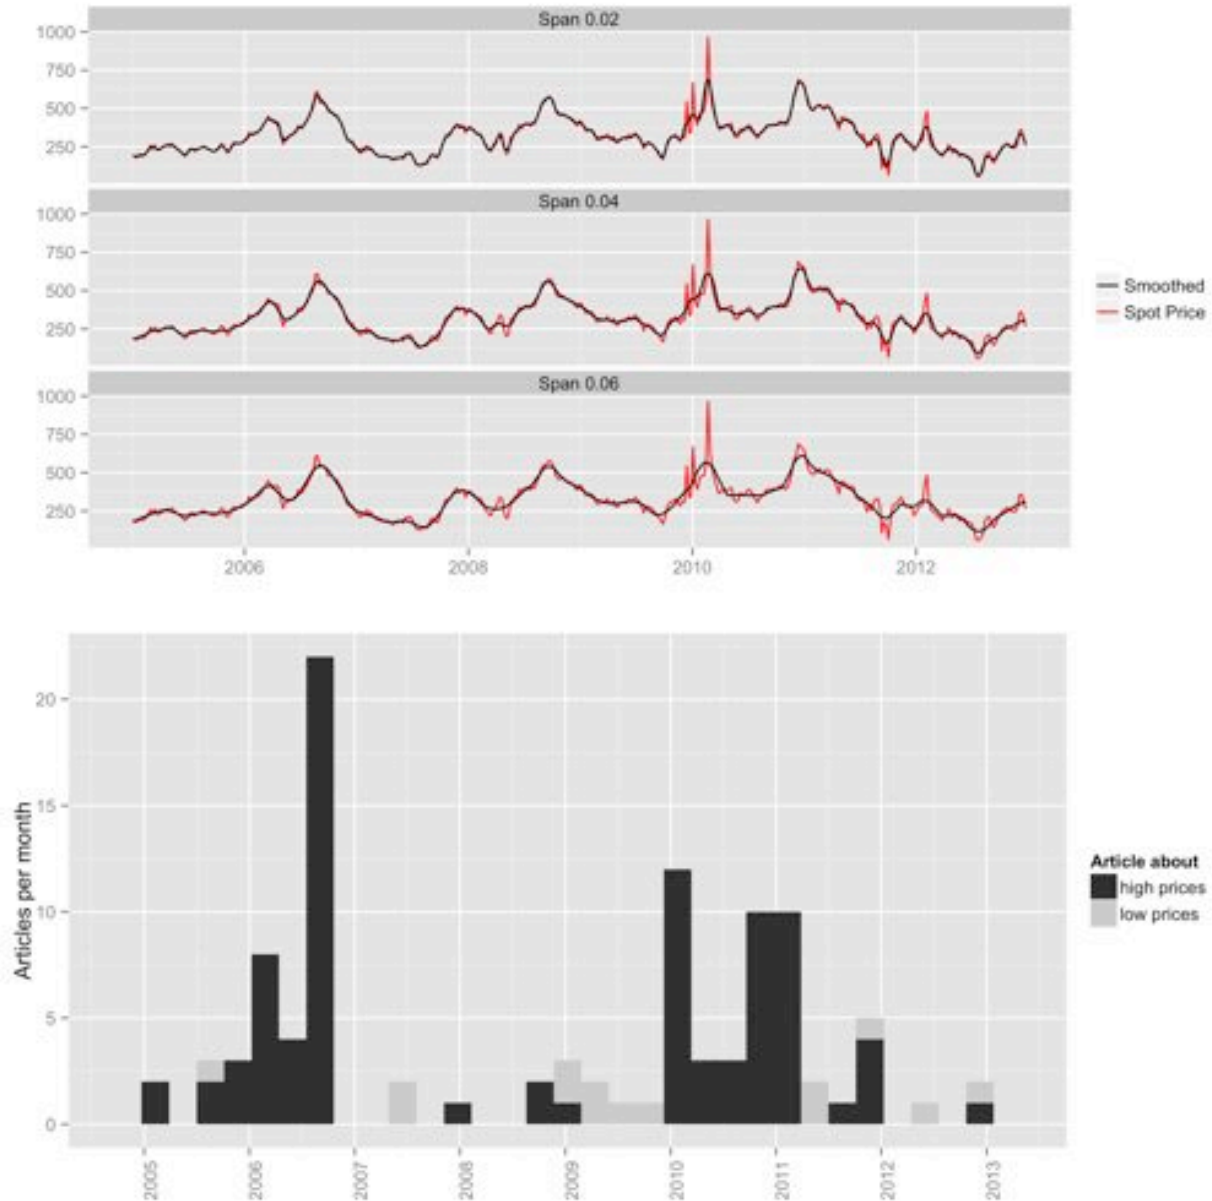 Span 0.02
1000
750
500
250
Span 0.04
1000
750
500
250
Smoothed
Spot Price
Span 0.06
1000
750
500
250
2006 2008 2010 2012
Articles per month
20
15
10
5
0
Article about
high prices
low prices
2005 2006 2007 2008 2009 2010 2011 2012 2013